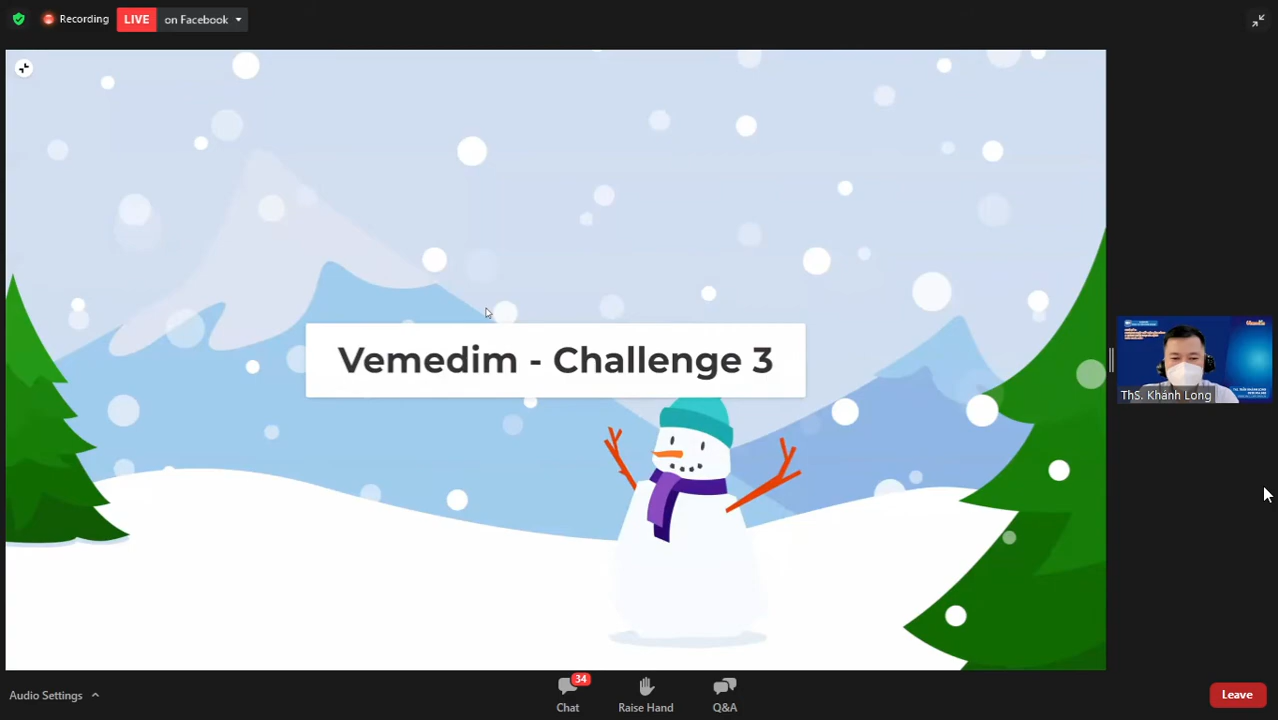 Recording
LIVE on Facebook
Vemedim - Challenge 3
ThS. Khánh Long
Audio Settings
34
Chat
Raise Hand
Q&A
Leave